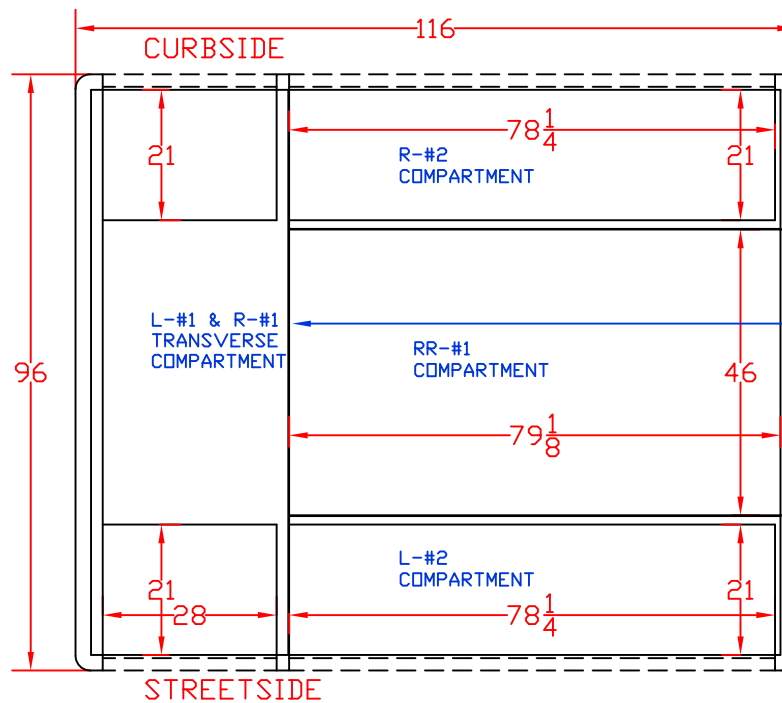 116
CURBSIDE
78 1/4
21
21
R-#2
COMPARTMENT
L-#1 & R-#1
TRANSVERSE
COMPARTMENT
RR-#1
COMPARTMENT
96
46
79 1/8
L-#2
COMPARTMENT
21
21
28
78 1/4
STREETSIDE